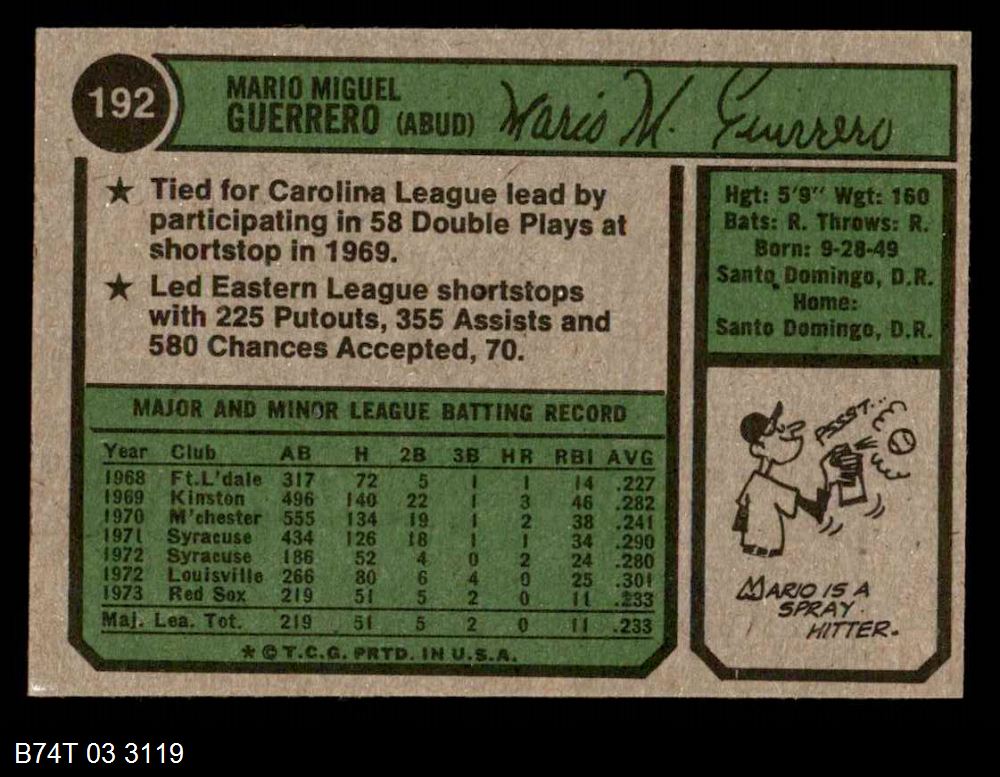 192
MARIO MIGUEL
GUERRERO (ABUD)
Mario M. Guerrero
★ Tied for Carolina League lead by
participating in 58 Double Plays at
shortstop in 1969.
★ Led Eastern League shortstops
with 225 Putouts, 355 Assists and
580 Chances Accepted, 70.
Hgt: 5'9" Wgt: 160
Bats: R. Throws: R.
Born: 9-28-49
Santo Domingo, D.R.
Home:
Santo Domingo, D.R.
MAJOR AND MINOR LEAGUE BATTING RECORD
Year Club AB H 2B 3B HR RBI AVG
1968 Ft.L'dale 317 72 5 1 1 14 .227
1969 Kinston 496 140 22 1 3 46 .282
1970 M'chester 555 134 19 1 2 38 .241
1971 Syracuse 434 126 18 1 1 34 .290
1972 Syracuse 186 52 4 0 2 24 .280
1972 Louisville 266 80 6 4 0 25 .301
1973 Red Sox 219 51 5 2 0 11 .233
Maj. Lea. Tot. 219 51 5 2 0 11 .233
★ © T.C.G. PRTD. IN U.S.A.
PSSST...
MARIO IS A
SPRAY
HITTER.
B74T 03 3119